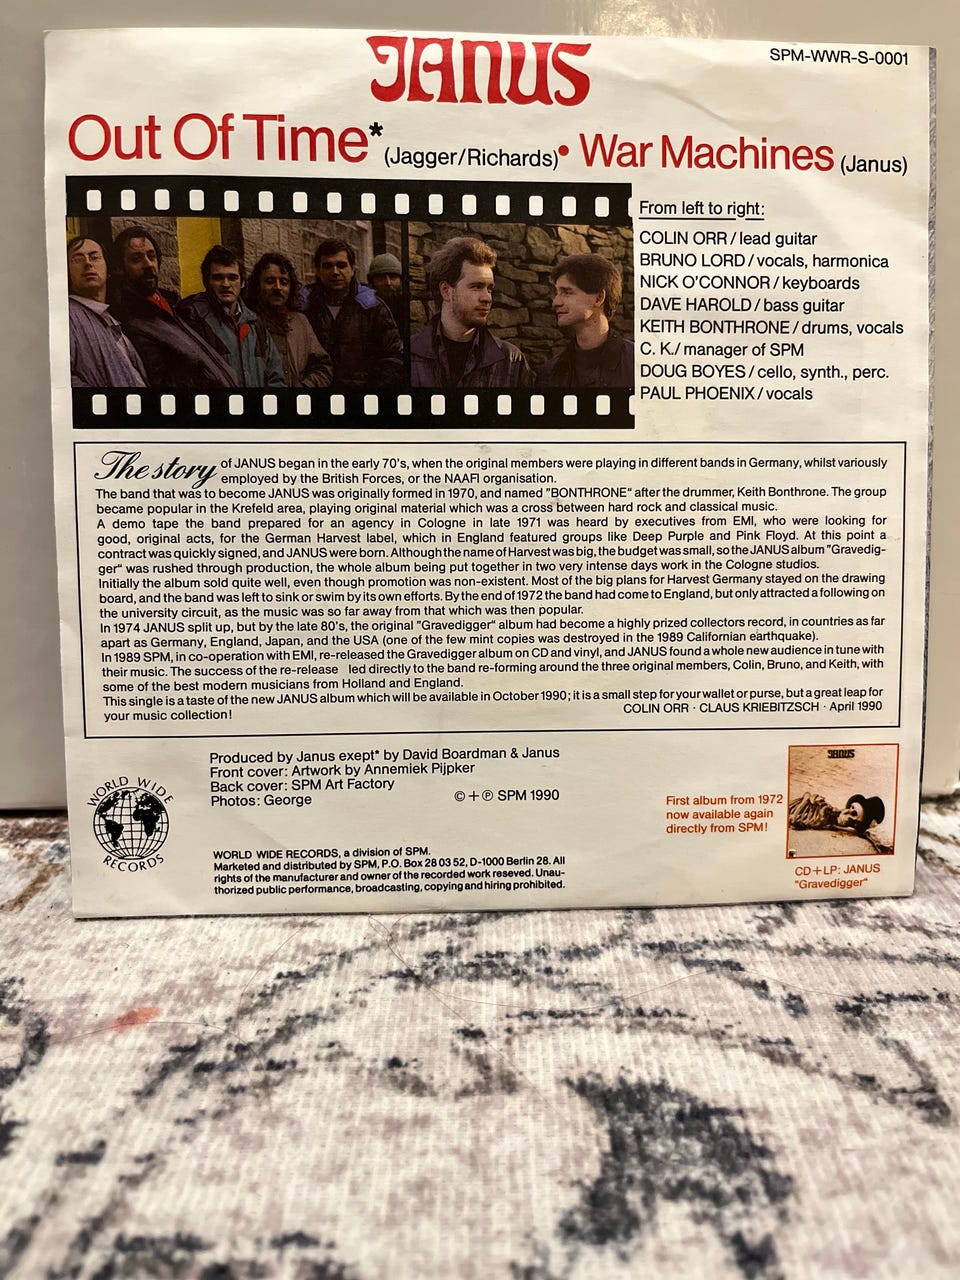 JANUS
SPM-WWR-S-0001
Out Of Time* (Jagger/Richards) • War Machines (Janus)
From left to right:
COLIN ORR / lead guitar
BRUNO LORD / vocals, harmonica
NICK O'CONNOR / keyboards
DAVE HAROLD / bass guitar
KEITH BONTHRONE / drums, vocals
C. K. / manager of SPM
DOUG BOYES / cello, synth., perc.
PAUL PHOENIX / vocals
The story of JANUS began in the early 70's, when the original members were playing in different bands in Germany, whilst variously
employed by the British Forces, or the NAAFI organisation.
The band that was to become JANUS was originally formed in 1970, and named "BONTHRONE" after the drummer, Keith Bonthrone. The group
became popular in the Krefeld area, playing original material which was a cross between hard rock and classical music.
A demo tape the band prepared for an agency in Cologne in late 1971 was heard by executives from EMI, who were looking for
good, original acts, for the German Harvest label, which in England featured groups like Deep Purple and Pink Floyd. At this point a
contract was quickly signed, and JANUS were born. Although the name of Harvest was big, the budget was small, so the JANUS album "Gravedig-
ger" was rushed through production, the whole album being put together in two very intense days work in the Cologne studios.
Initially the album sold quite well, even though promotion was non-existent. Most of the big plans for Harvest Germany stayed on the drawing
board, and the band was left to sink or swim by its own efforts. By the end of 1972 the band had come to England, but only attracted a following on
the university circuit, as the music was so far away from that which was then popular.
In 1974 JANUS split up, but by the late 80's, the original "Gravedigger" album had become a highly prized collectors record, in countries as far
apart as Germany, England, Japan, and the USA (one of the few mint copies was destroyed in the 1989 Californian earthquake).
In 1989 SPM, in co-operation with EMI, re-released the Gravedigger album on CD and vinyl, and JANUS found a whole new audience in tune with
their music. The success of the re-release led directly to the band re-forming around the three original members, Colin, Bruno, and Keith, with
some of the best modern musicians from Holland and England.
This single is a taste of the new JANUS album which will be available in October 1990; it is a small step for your wallet or purse, but a great leap for
your music collection!
COLIN ORR · CLAUS KRIEBITZSCH · April 1990
Produced by Janus exept* by David Boardman & Janus
Front cover: Artwork by Annemiek Pijpker
Back cover: SPM Art Factory
Photos: George
© + ℗ SPM 1990
WORLD WIDE
RECORDS
WORLD WIDE RECORDS, a division of SPM.
Marketed and distributed by SPM, P.O. Box 28 03 52, D-1000 Berlin 28. All
rights of the manufacturer and owner of the recorded work reseved. Unau-
thorized public performance, broadcasting, copying and hiring prohibited.
First album from 1972
now available again
directly from SPM!
JANUS
CD + LP: JANUS
"Gravedigger"